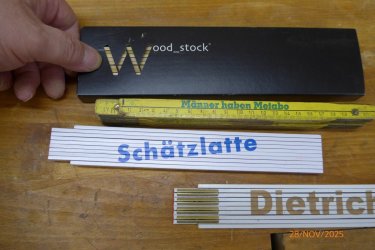 Wood_stock
Männer haben Metabo
Schätzlatte
Dietrich
28/NOV/2025